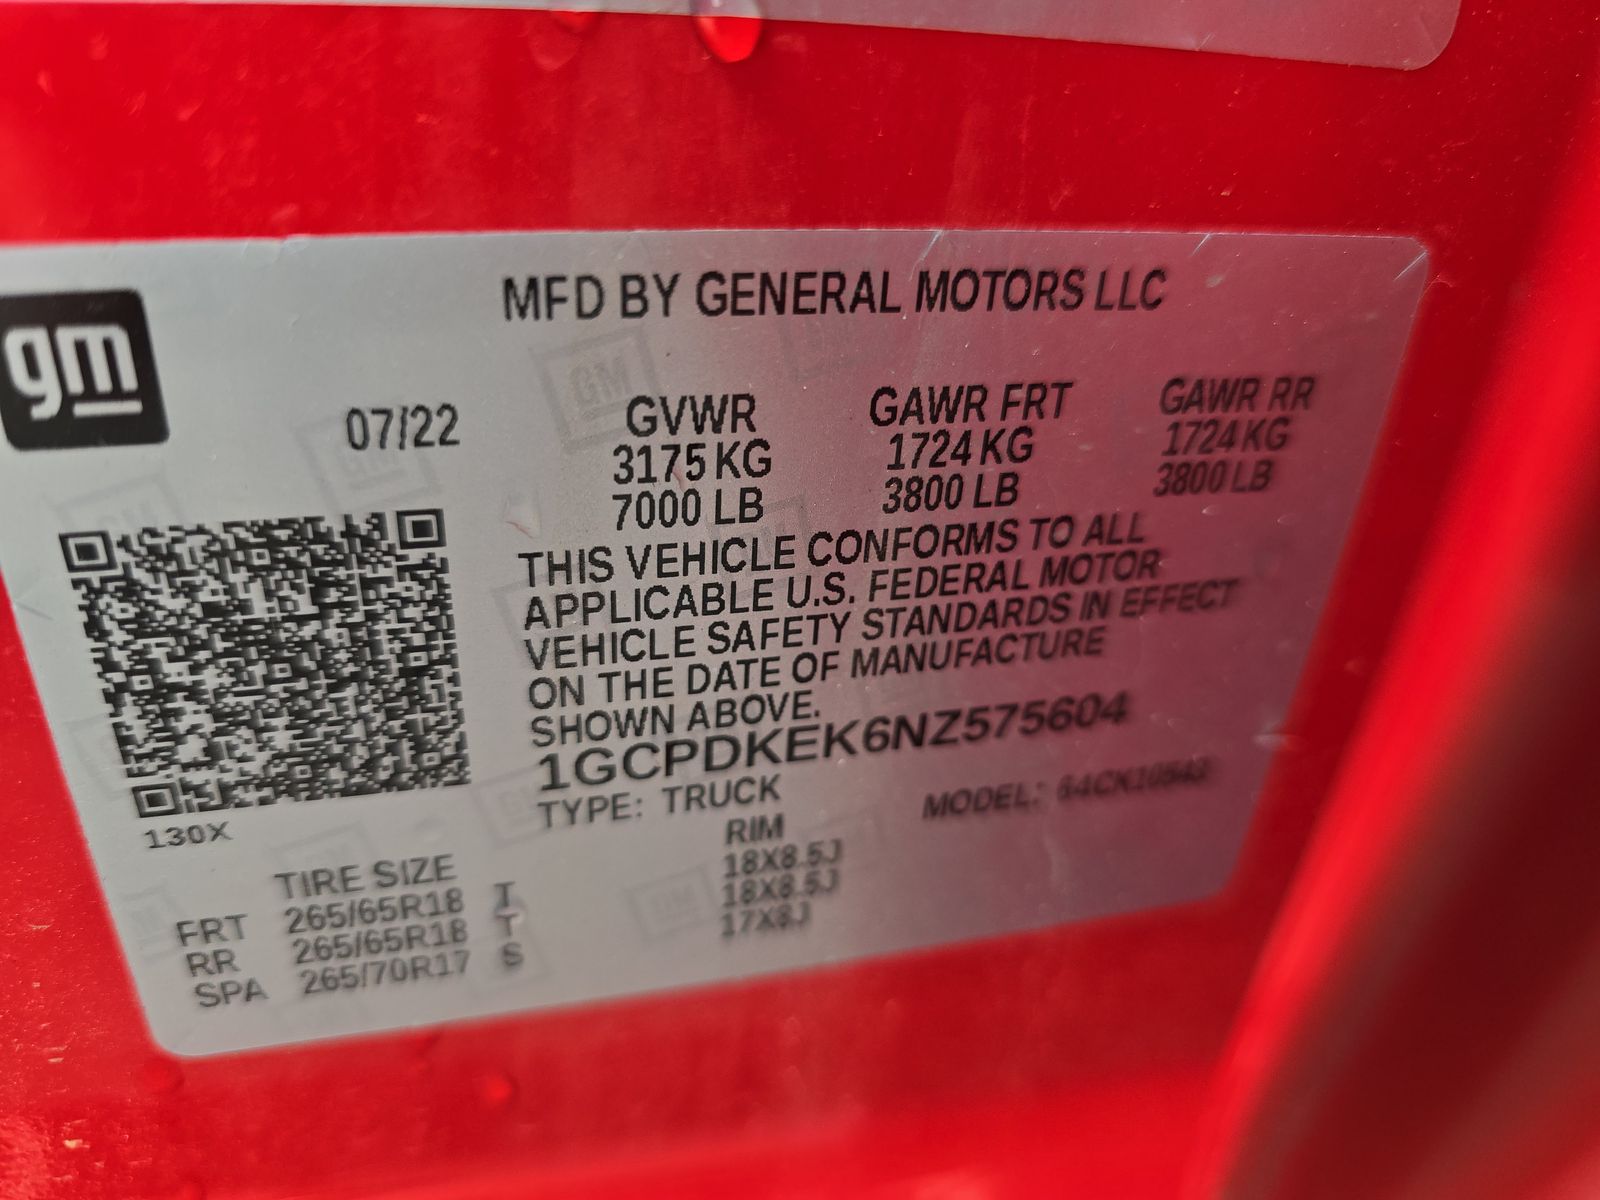 gm
MFD BY GENERAL MOTORS LLC
07/22 GVWR GAWR FRT GAWR RR
3175 KG 1724 KG 1724 KG
7000 LB 3800 LB 3800 LB
THIS VEHICLE CONFORMS TO ALL
APPLICABLE U.S. FEDERAL MOTOR
VEHICLE SAFETY STANDARDS IN EFFECT
ON THE DATE OF MANUFACTURE
SHOWN ABOVE.
1GCPDKEK6NZ575604
TYPE: TRUCK MODEL: 64CK10543
130X
TIRE SIZE RIM
FRT 265/65R18 T 18X8.5J
RR 265/65R18 T 18X8.5J
SPA 265/70R17 S 17X8J